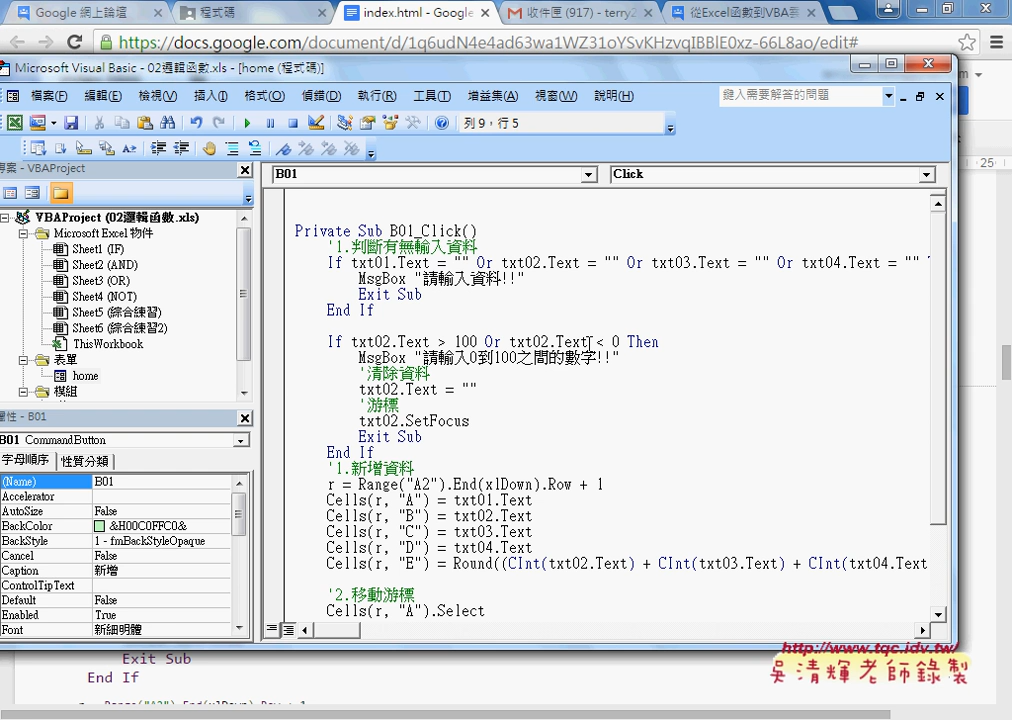 Google 網上論壇
程式碼
index.html - Google
收件匣 (917) - terry2
從Excel函數到VBA雲
https://docs.google.com/document/d/1q6udN4e4ad63wa1WZ31oYSvKHzvqIBBlE0xz-66L8ao/edit#
Microsoft Visual Basic - 02邏輯函數.xls - [home (程式碼)]
檔案(F) 編輯(E) 檢視(V) 插入(I) 格式(O) 偵錯(D) 執行(R) 工具(T) 增益集(A) 視窗(W) 說明(H)
鍵入需要解答的問題
列 9，行 5
專案 - VBAProject
B01
Click
VBAProject (02邏輯函數.xls)
Microsoft Excel 物件
Sheet1 (IF)
Sheet2 (AND)
Sheet3 (OR)
Sheet4 (NOT)
Sheet5 (綜合練習)
Sheet6 (綜合練習2)
ThisWorkbook
表單
home
模組
屬性 - B01
B01 CommandButton
字母順序 性質分類
(Name) B01
Accelerator
AutoSize False
BackColor &H00C0FFC0&
BackStyle 1 - fmBackStyleOpaque
Cancel False
Caption 新增
ControlTipText
Default False
Enabled True
Font 新細明體
Private Sub B01_Click()
'1.判斷有無輸入資料
If txt01.Text = "" Or txt02.Text = "" Or txt03.Text = "" Or txt04.Text = ""
MsgBox "請輸入資料!!"
Exit Sub
End If
If txt02.Text > 100 Or txt02.Text < 0 Then
MsgBox "請輸入0到100之間的數字!!"
'清除資料
txt02.Text = ""
'游標
txt02.SetFocus
Exit Sub
End If
'1.新增資料
r = Range("A2").End(xlDown).Row + 1
Cells(r, "A") = txt01.Text
Cells(r, "B") = txt02.Text
Cells(r, "C") = txt03.Text
Cells(r, "D") = txt04.Text
Cells(r, "E") = Round((CInt(txt02.Text) + CInt(txt03.Text) + CInt(txt04.Text
'2.移動游標
Cells(r, "A").Select
25
Exit Sub
End If
http://www.tqc.idv.tw/
吳清輝老師錄製